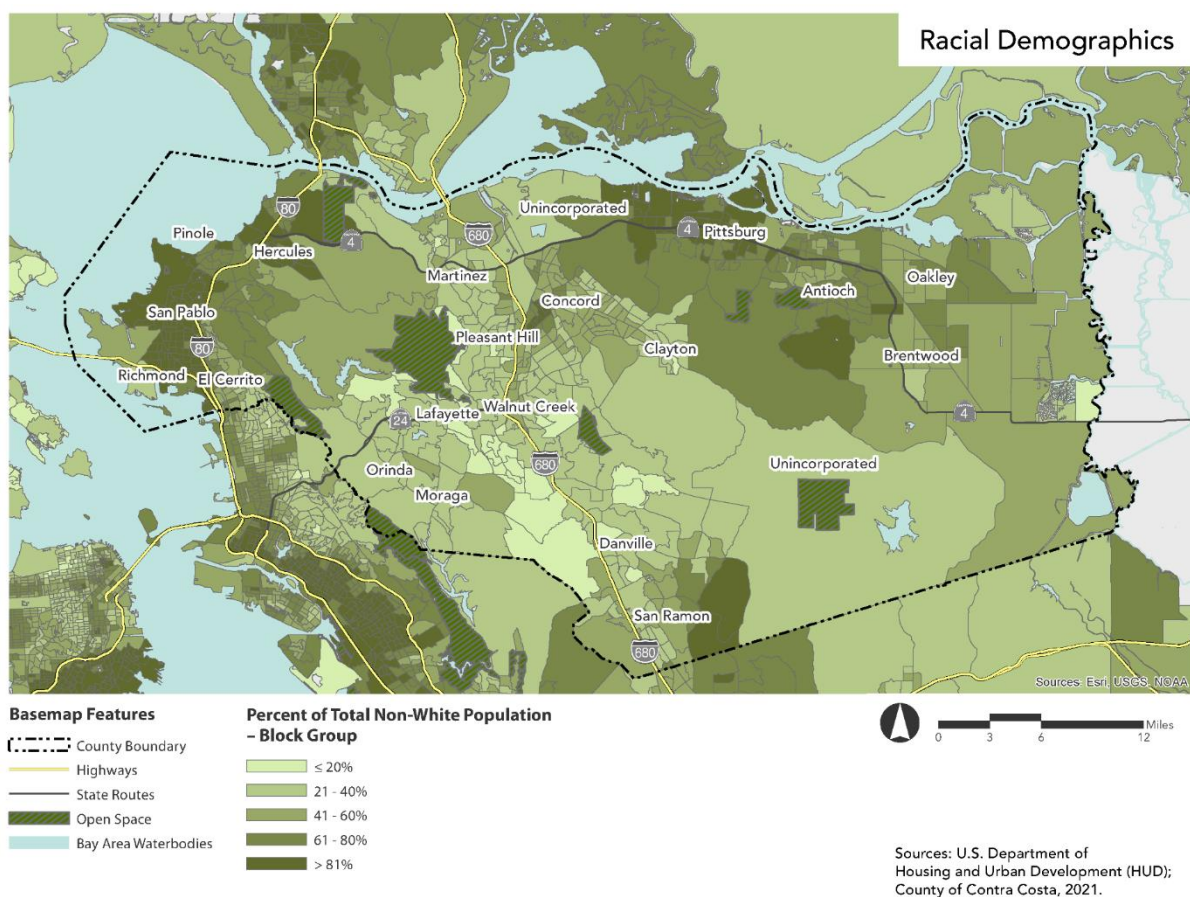 Racial Demographics
Unincorporated
80
Pinole
680
4
Pittsburg
4
Hercules
Martinez
Oakley
Antioch
Concord
San Pablo
80
Pleasant Hill
Clayton
Brentwood
Richmond
El Cerrito
Lafayette
Walnut Creek
4
24
680
Unincorporated
Orinda
Moraga
Danville
San Ramon
680
Sources: Esri, USGS, NOAA
Basemap Features
County Boundary
Highways
State Routes
Open Space
Bay Area Waterbodies
Percent of Total Non-White Population
– Block Group
≤ 20%
21 - 40%
41 - 60%
61 - 80%
> 81%
Miles
0 3 6 12
Sources: U.S. Department of
Housing and Urban Development (HUD);
County of Contra Costa, 2021.